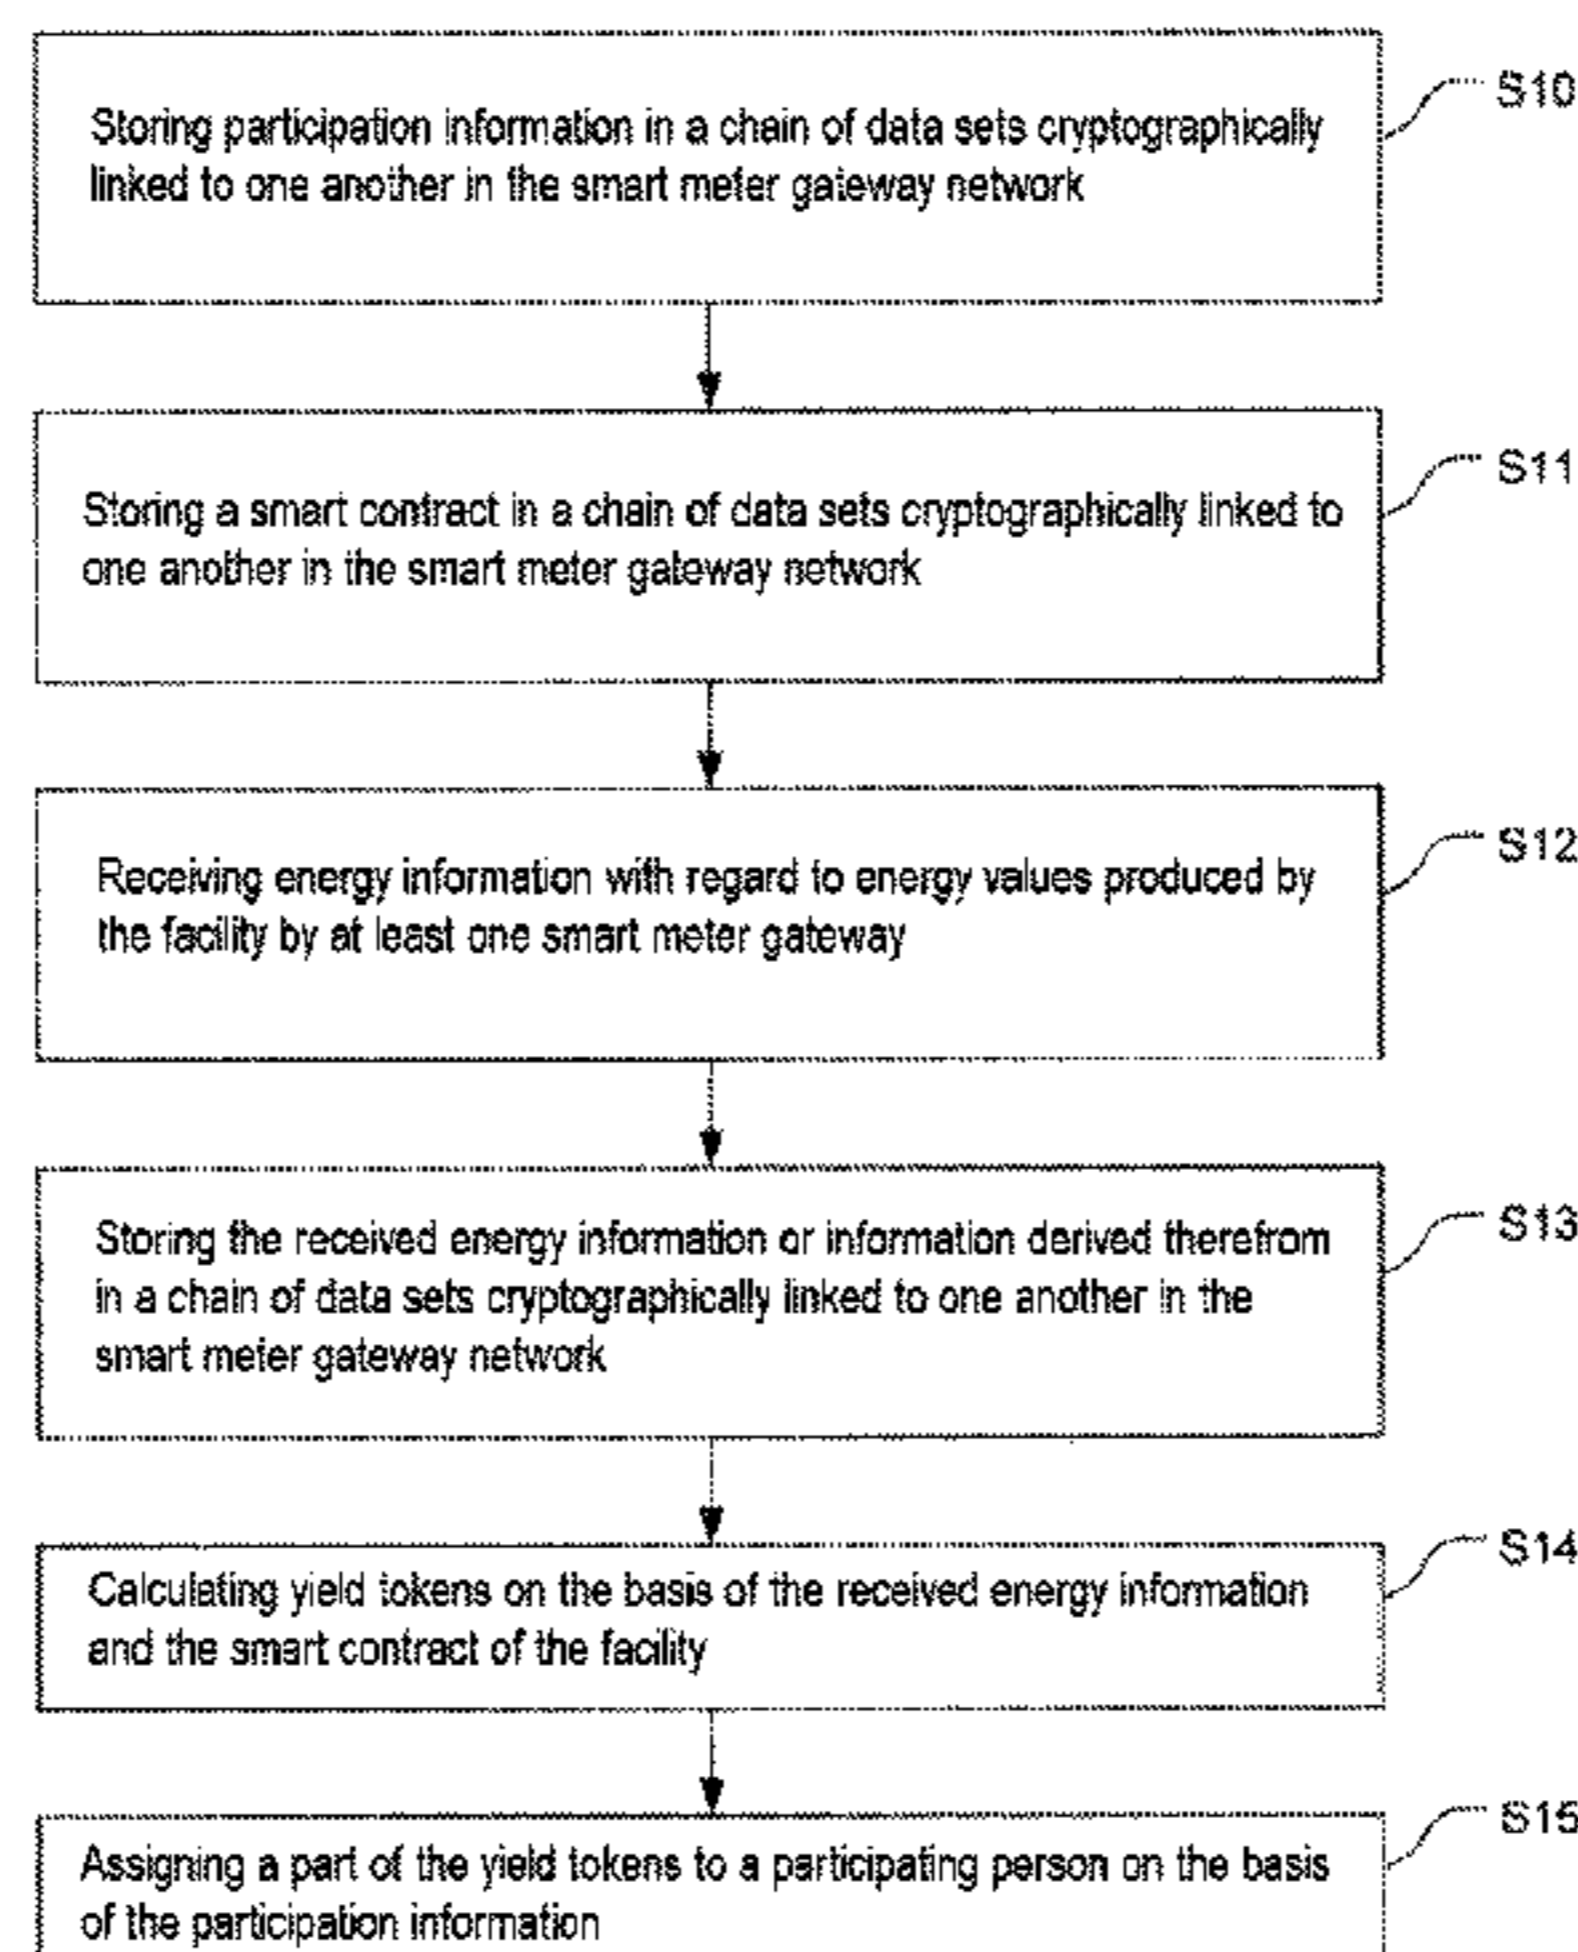 S10
Storing participation information in a chain of data sets cryptographically
linked to one another in the smart meter gateway network
S11
Storing a smart contract in a chain of data sets cryptographically linked to
one another in the smart meter gateway network
S12
Receiving energy information with regard to energy values produced by
the facility by at least one smart meter gateway
S13
Storing the received energy information or information derived therefrom
in a chain of data sets cryptographically linked to one another in the
smart meter gateway network
S14
Calculating yield tokens on the basis of the received energy information
and the smart contract of the facility
S15
Assigning a part of the yield tokens to a participating person on the basis
of the participation information